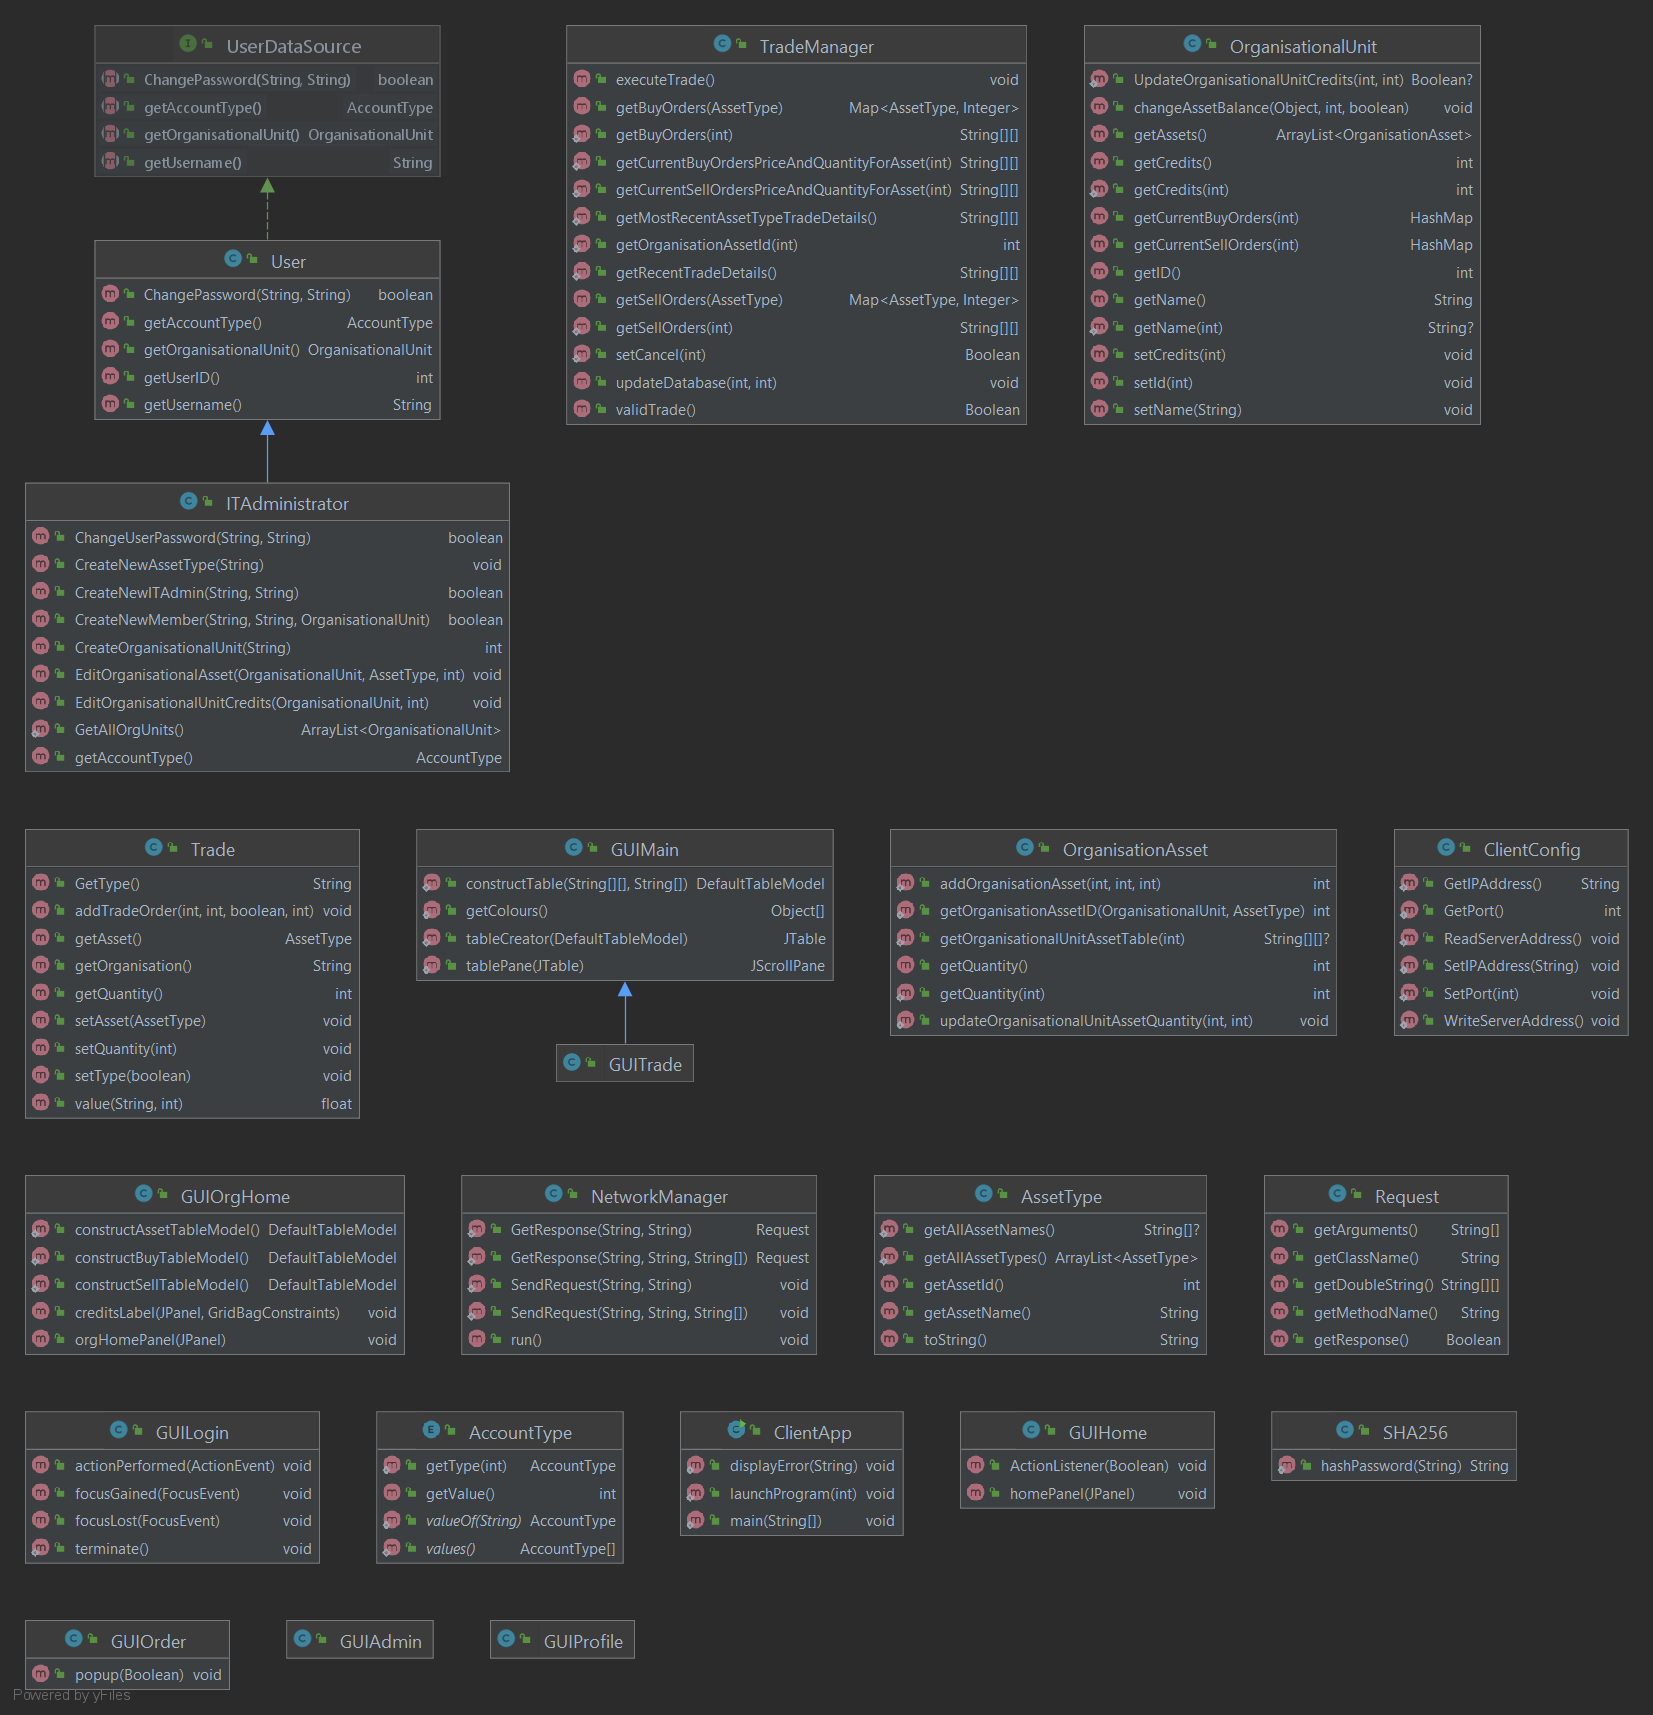 UserDataSource
ChangePassword(String, String) boolean
getAccountType() AccountType
getOrganisationalUnit() OrganisationalUnit
getUsername() String
User
ChangePassword(String, String) boolean
getAccountType() AccountType
getOrganisationalUnit() OrganisationalUnit
getUserID() int
getUsername() String
ITAdministrator
ChangeUserPassword(String, String) boolean
CreateNewAssetType(String) void
CreateNewITAdmin(String, String) boolean
CreateNewMember(String, String, OrganisationalUnit) boolean
CreateOrganisationalUnit(String) int
EditOrganisationalAsset(OrganisationalUnit, AssetType, int) void
EditOrganisationalUnitCredits(OrganisationalUnit, int) void
GetAllOrgUnits() ArrayList<OrganisationalUnit>
getAccountType() AccountType
TradeManager
executeTrade() void
getBuyOrders(AssetType) Map<AssetType, Integer>
getBuyOrders(int) String[][]
getCurrentBuyOrdersPriceAndQuantityForAsset(int) String[][]
getCurrentSellOrdersPriceAndQuantityForAsset(int) String[][]
getMostRecentAssetTypeTradeDetails() String[][]
getOrganisationAssetId(int) int
getRecentTradeDetails() String[][]
getSellOrders(AssetType) Map<AssetType, Integer>
getSellOrders(int) String[][]
setCancel(int) Boolean
updateDatabase(int, int) void
validTrade() Boolean
OrganisationalUnit
UpdateOrganisationalUnitCredits(int, int) Boolean?
changeAssetBalance(Object, int, boolean) void
getAssets() ArrayList<OrganisationAsset>
getCredits() int
getCredits(int) int
getCurrentBuyOrders(int) HashMap
getCurrentSellOrders(int) HashMap
getID() int
getName() String
getName(int) String?
setCredits(int) void
setId(int) void
setName(String) void
Trade
GetType() String
addTradeOrder(int, int, boolean, int) void
getAsset() AssetType
getOrganisation() String
getQuantity() int
setAsset(AssetType) void
setQuantity(int) void
setType(boolean) void
value(String, int) float
GUIMain
constructTable(String[][], String[]) DefaultTableModel
getColours() Object[]
tableCreator(DefaultTableModel) JTable
tablePane(JTable) JScrollPane
GUITrade
OrganisationAsset
addOrganisationAsset(int, int, int) int
getOrganisationAssetID(OrganisationalUnit, AssetType) int
getOrganisationalUnitAssetTable(int) String[][]?
getQuantity() int
getQuantity(int) int
updateOrganisationalUnitAssetQuantity(int, int) void
ClientConfig
GetIPAddress() String
GetPort() int
ReadServerAddress() void
SetIPAddress(String) void
SetPort(int) void
WriteServerAddress() void
GUIOrgHome
constructAssetTableModel() DefaultTableModel
constructBuyTableModel() DefaultTableModel
constructSellTableModel() DefaultTableModel
creditsLabel(JPanel, GridBagConstraints) void
orgHomePanel(JPanel) void
NetworkManager
GetResponse(String, String) Request
GetResponse(String, String, String[]) Request
SendRequest(String, String) void
SendRequest(String, String, String[]) void
run() void
AssetType
getAllAssetNames() String[]?
getAllAssetTypes() ArrayList<AssetType>
getAssetId() int
getAssetName() String
toString() String
Request
getArguments() String[]
getClassName() String
getDoubleString() String[][]
getMethodName() String
getResponse() Boolean
GUILogin
actionPerformed(ActionEvent) void
focusGained(FocusEvent) void
focusLost(FocusEvent) void
terminate() void
AccountType
getType(int) AccountType
getValue() int
valueOf(String) AccountType
values() AccountType[]
ClientApp
displayError(String) void
launchProgram(int) void
main(String[]) void
GUIHome
ActionListener(Boolean) void
homePanel(JPanel) void
SHA256
hashPassword(String) String
GUIOrder
popup(Boolean) void
GUIAdmin
GUIProfile
Powered by yFiles